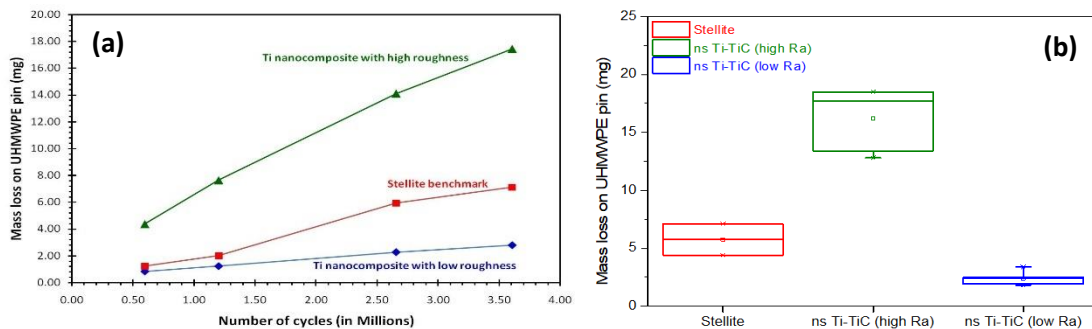 (a)
Mass loss on UHMWPE pin (mg)
20.00
18.00
16.00
14.00
12.00
10.00
8.00
6.00
4.00
2.00
0.00
Ti nanocomposite with high roughness
Stellite benchmark
Ti nanocomposite with low roughness
0.00 0.50 1.00 1.50 2.00 2.50 3.00 3.50 4.00
Number of cycles (in Millions)
(b)
Mass loss on UHMWPE pin (mg)
25
20
15
10
5
0
Stellite
ns Ti-TiC (high Ra)
ns Ti-TiC (low Ra)
Stellite ns Ti-TiC (high Ra) ns Ti-TiC (low Ra)